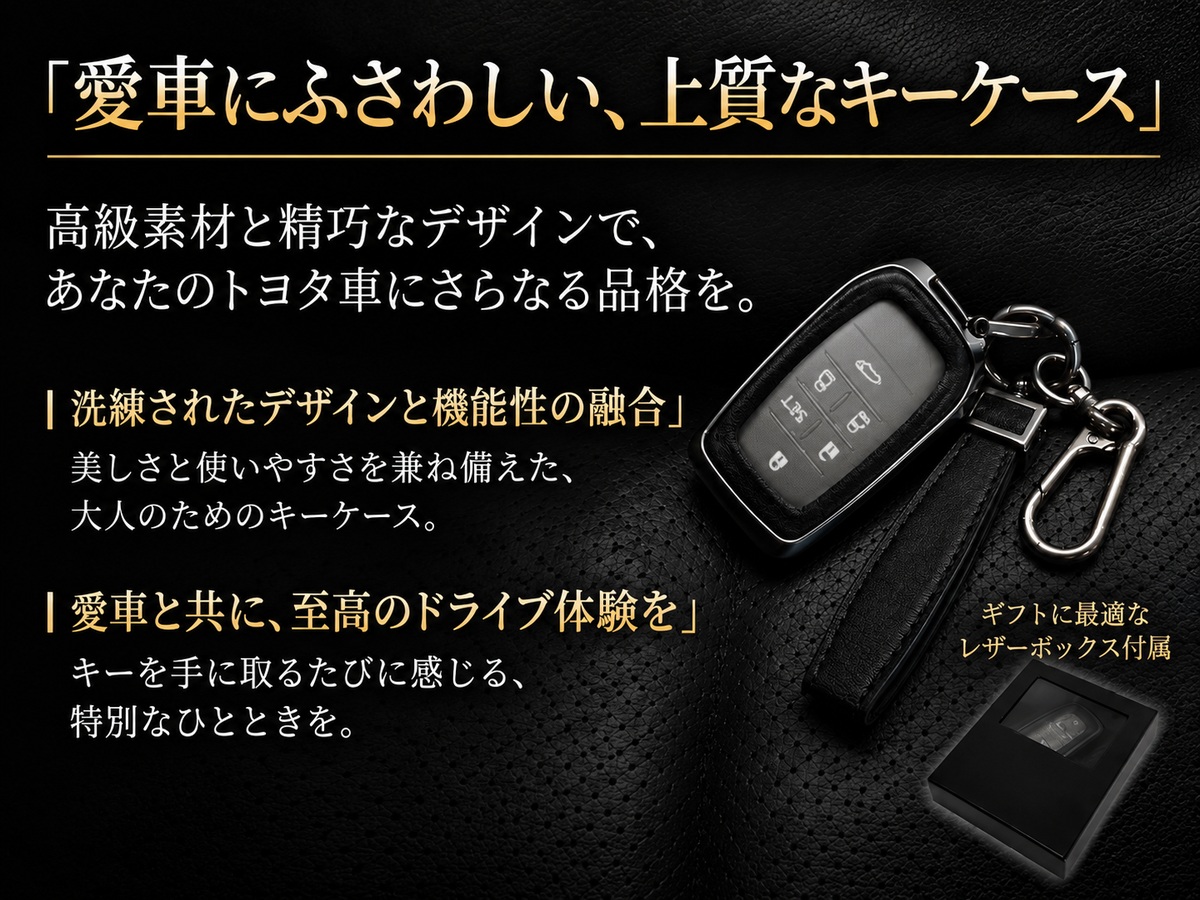 「愛車にふさわしい、上質なキーケース」
高級素材と精巧なデザインで、
あなたのトヨタ車にさらなる品格を。
洗練されたデザインと機能性の融合」
美しさと使いやすさを兼ね備えた、
大人のためのキーケース。
愛車と共に、至高のドライブ体験を」
キーを手に取るたびに感じる、
特別なひとときを。
SET
ギフトに最適な
レザーボックス付属